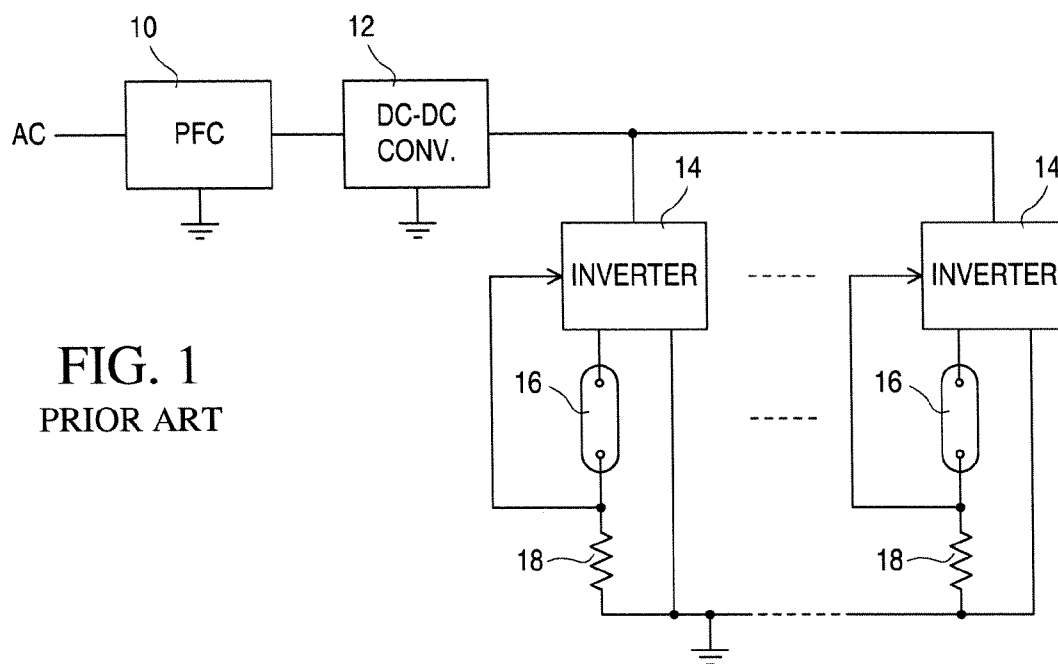 10
12
AC
PFC
DC-DC
CONV.
14
14
INVERTER
INVERTER
FIG. 1
PRIOR ART
16
16
18
18